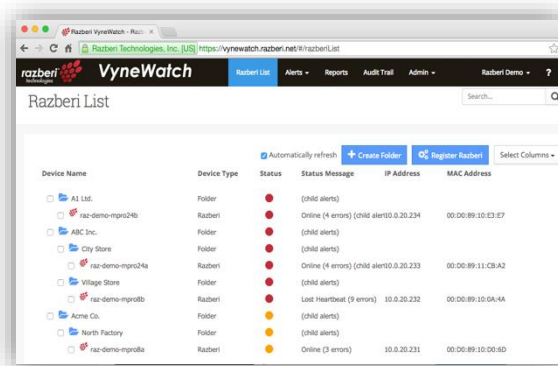 Razberi VyneWatch - Razb
Razberi Technologies, Inc. [US] https://vynewatch.razberi.net/#/razberiList
razberi technologies VyneWatch Razberi List Alerts Reports Audit Trail Admin Razberi Demo ?
Razberi List Search...
Automatically refresh + Create Folder Register Razberi Select Columns
Device Name Device Type Status Status Message IP Address MAC Address
A1 Ltd. Folder (child alerts)
raz-demo-mpro24b Razberi Online (4 errors) (child alert10.0.20.234 00:D0:89:10:E3:E7
ABC Inc. Folder (child alerts)
City Store Folder (child alerts)
raz-demo-mpro24a Razberi Online (4 errors) (child alert10.0.20.233 00:D0:89:11:CB:A2
Village Store Folder (child alerts)
raz-demo-mpro8b Razberi Lost Heartbeat (9 errors) 10.0.20.232 00:D0:89:10:0A:4A
Acme Co. Folder (child alerts)
North Factory Folder (child alerts)
raz-demo-mpro8a Razberi Online (3 errors) 10.0.20.231 00:D0:89:10:D0:6D